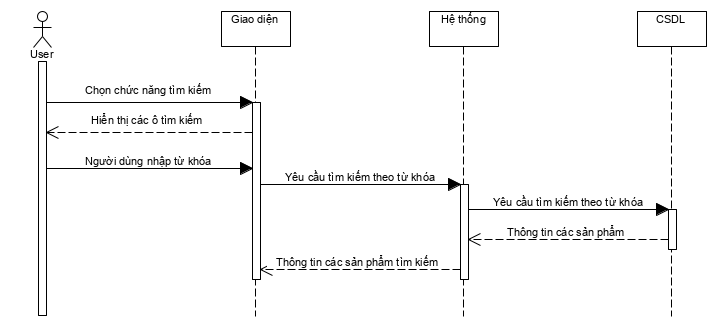 Giao diện
Hệ thống
CSDL
User
Chọn chức năng tìm kiếm
Hiển thị các ô tìm kiếm
Người dùng nhập từ khóa
Yêu cầu tìm kiếm theo từ khóa
Yêu cầu tìm kiếm theo từ khóa
Thông tin các sản phẩm
Thông tin các sản phẩm tìm kiếm